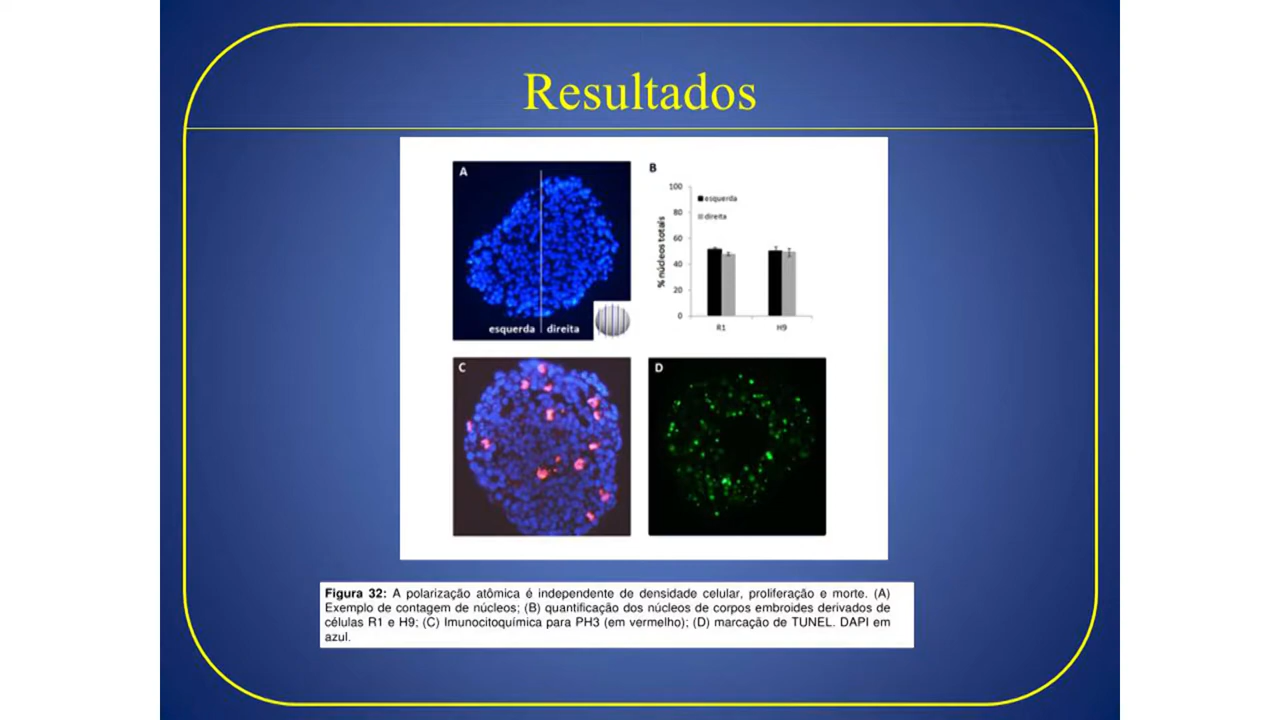 Resultados
A
esquerda direita
B
100
80
60
40
20
0
% núcleos totais
esquerda
direita
R1 H9
C
D
Figura 32: A polarização atômica é independente de densidade celular, proliferação e morte. (A)
Exemplo de contagem de núcleos; (B) quantificação dos núcleos de corpos embroides derivados de
células R1 e H9; (C) Imunocitoquímica para PH3 (em vermelho); (D) marcação de TUNEL. DAPI em
azul.